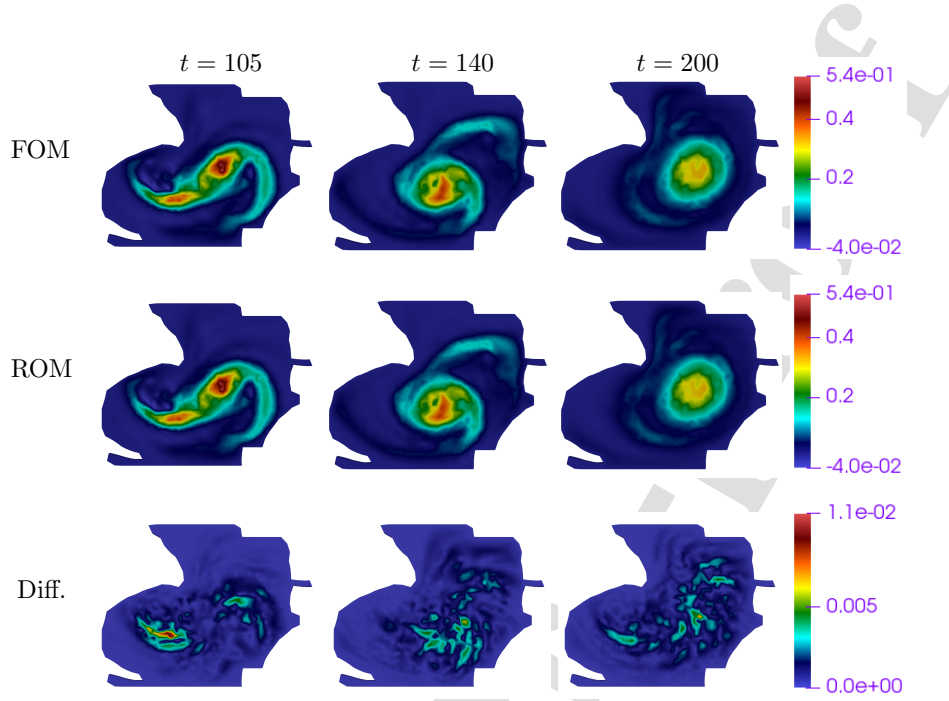 t = 105 t = 140 t = 200
FOM
5.4e-01
0.4
0.2
-4.0e-02
ROM
5.4e-01
0.4
0.2
-4.0e-02
Diff.
1.1e-02
0.005
0.0e+00